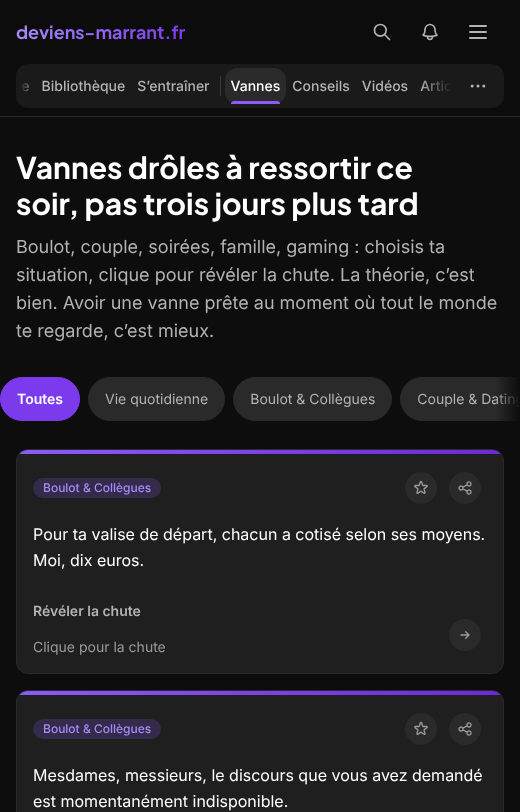 deviens-marrant.fr
Bibliothèque S’entraîner Vannes Conseils Vidéos
Vannes drôles à ressortir ce
soir, pas trois jours plus tard
Boulot, couple, soirées, famille, gaming : choisis ta
situation, clique pour révéler la chute. La théorie, c’est
bien. Avoir une vanne prête au moment où tout le monde
te regarde, c’est mieux.
Toutes Vie quotidienne Boulot & Collègues Couple & Datin
Boulot & Collègues
Pour ta valise de départ, chacun a cotisé selon ses moyens.
Moi, dix euros.
Révéler la chute
Clique pour la chute
Boulot & Collègues
Mesdames, messieurs, le discours que vous avez demandé
est momentanément indisponible.